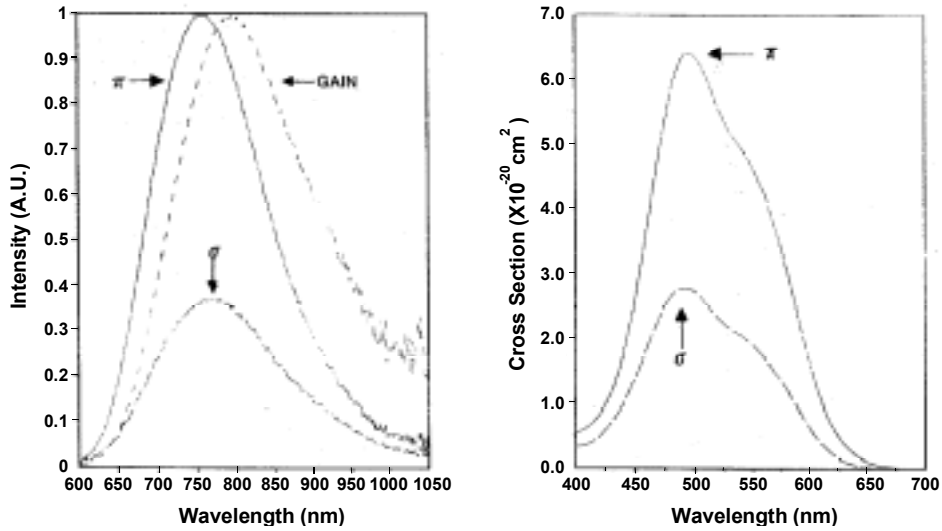 1
0.9
0.8
0.7
0.6
0.5
0.4
0.3
0.2
0.1
0
Intensity (A.U.)
π
GAIN
σ
600 650 700 750 800 850 900 950 1000 1050
Wavelength (nm)
7.0
6.0
5.0
4.0
3.0
2.0
1.0
0.0
Cross Section (X10⁻²⁰ cm²)
π
σ
400 450 500 550 600 650 700
Wavelength (nm)